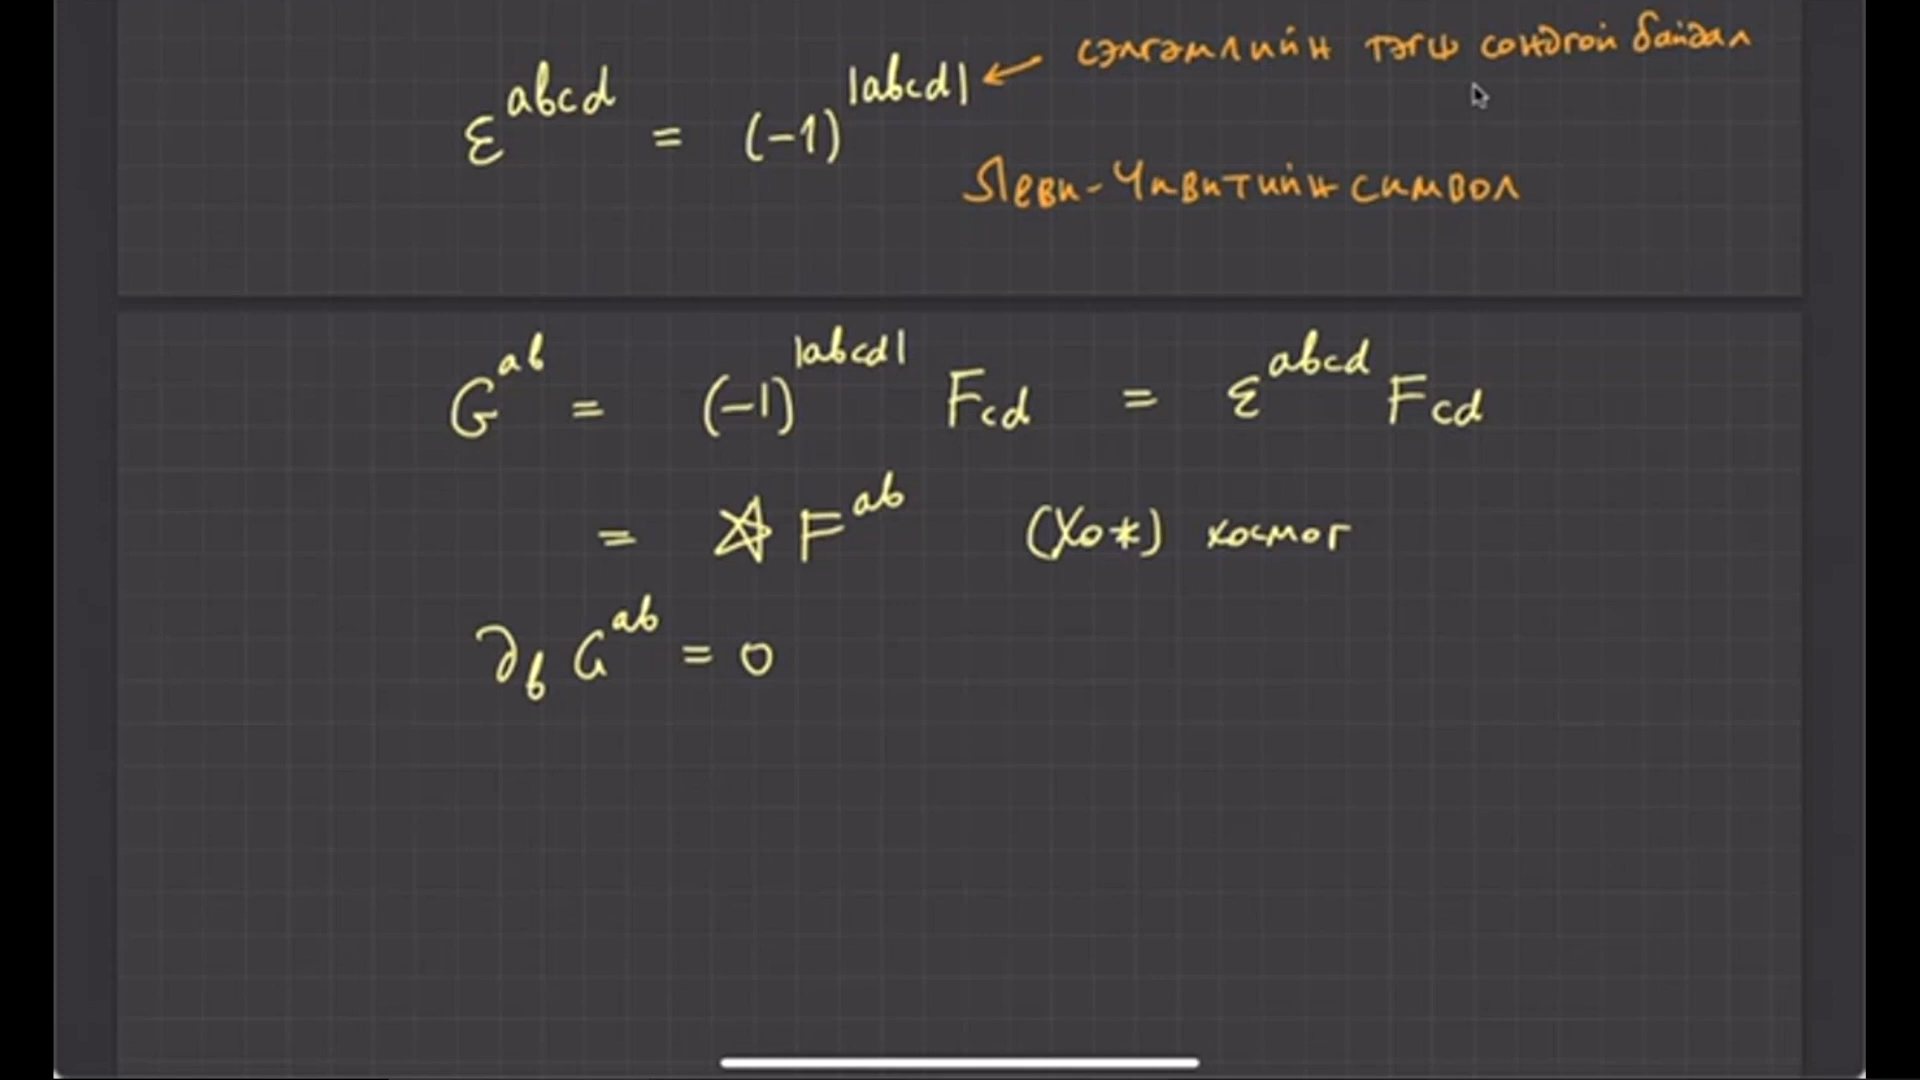 ε^{abcd} = (-1)^{|abcd|} ← сэлгэмлийн тэгш сондгой байдал
Леви-Чивитийн символ
G^{ab} = (-1)^{|abcd|} F_{cd} = ε^{abcd} F_{cd}
= ☆ F^{ab} (Хо*) хосмог
∂_b G^{ab} = 0